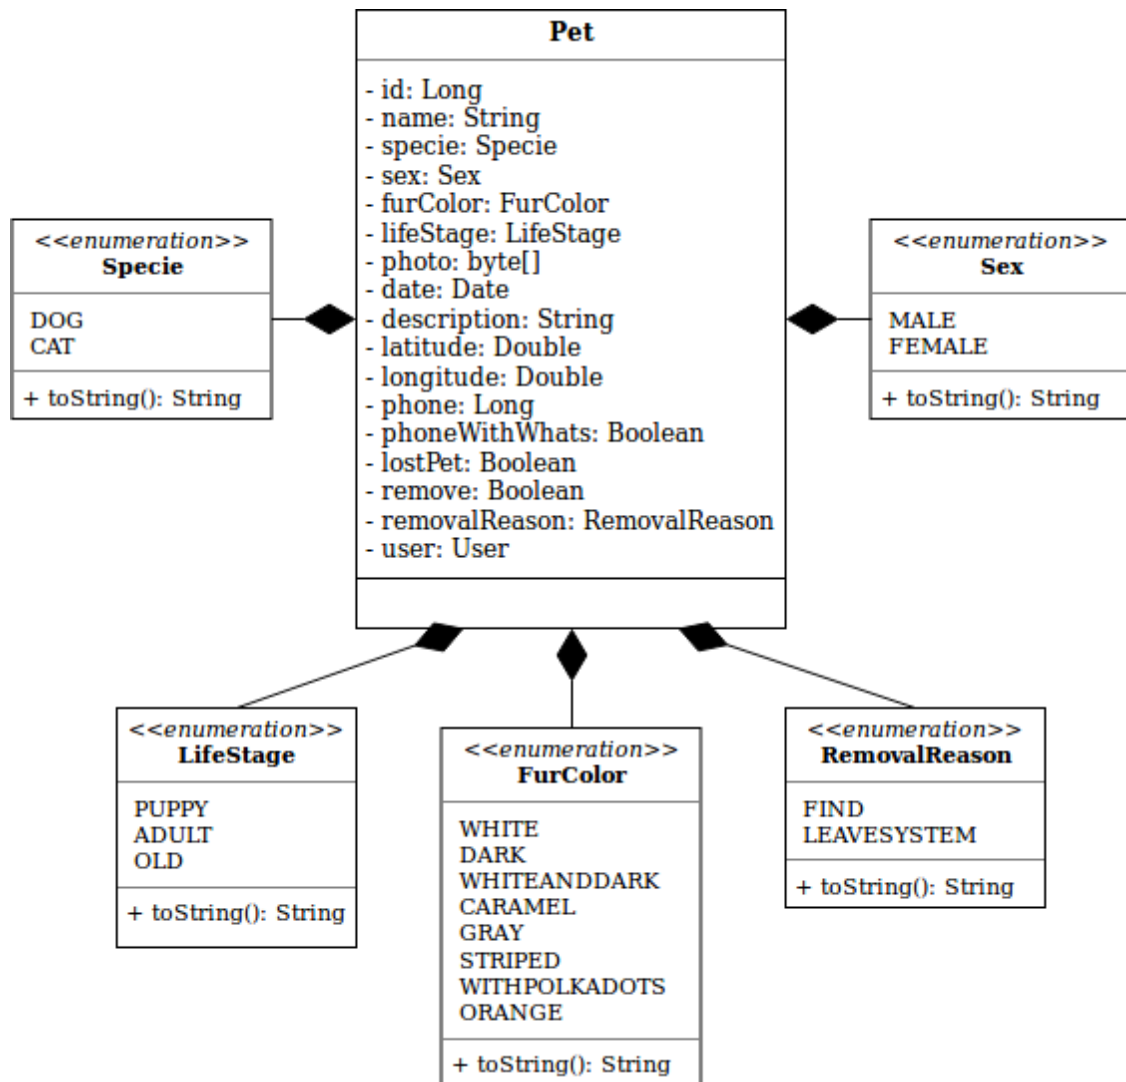 Pet
- id: Long
- name: String
- specie: Specie
- sex: Sex
- furColor: FurColor
- lifeStage: LifeStage
- photo: byte[]
- date: Date
- description: String
- latitude: Double
- longitude: Double
- phone: Long
- phoneWithWhats: Boolean
- lostPet: Boolean
- remove: Boolean
- removalReason: RemovalReason
- user: User
<<enumeration>>
Specie
DOG
CAT
+ toString(): String
<<enumeration>>
Sex
MALE
FEMALE
+ toString(): String
<<enumeration>>
LifeStage
PUPPY
ADULT
OLD
+ toString(): String
<<enumeration>>
FurColor
WHITE
DARK
WHITEANDDARK
CARAMEL
GRAY
STRIPED
WITHPOLKADOTS
ORANGE
+ toString(): String
<<enumeration>>
RemovalReason
FIND
LEAVESYSTEM
+ toString(): String